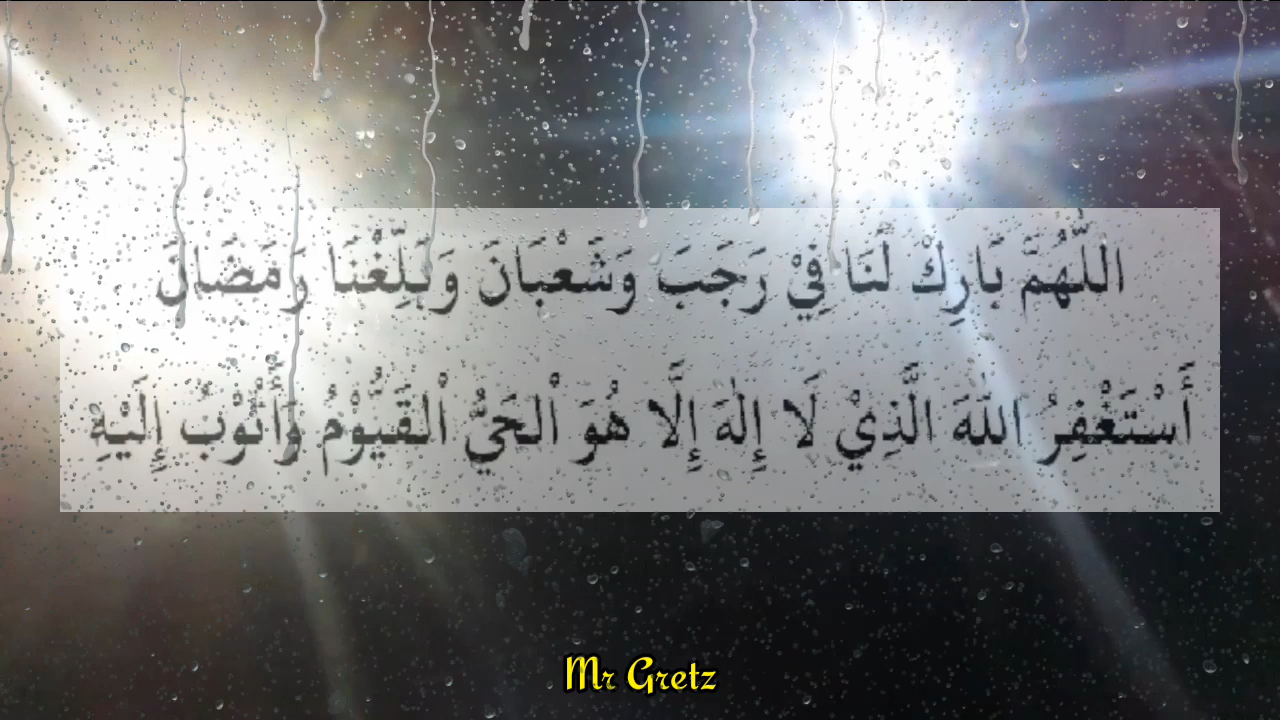 اللّٰهُمَّ بَارِكْ لَنَا فِيْ رَجَبَ وَشَعْبَانَ وَبَلِّغْنَا رَمَضَانَ
أَسْتَغْفِرُ اللهَ الَّذِيْ لَا إِلٰهَ إِلَّا هُوَ الْحَيُّ الْقَيُّوْمُ وَأَتُوْبُ إِلَيْهِ
Mr Gretz